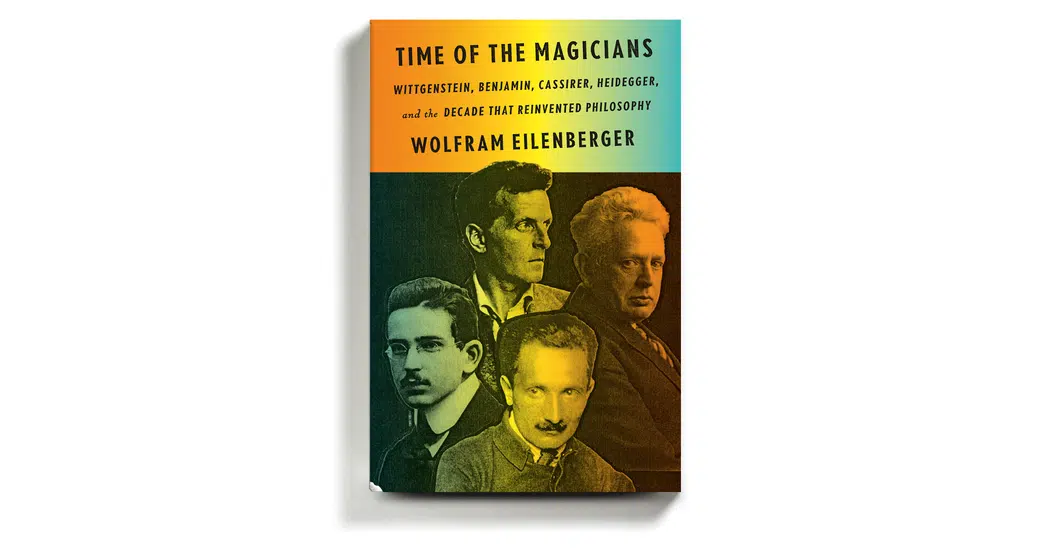 TIME OF THE MAGICIANS
WITTGENSTEIN, BENJAMIN, CASSIRER, HEIDEGGER,
and the DECADE THAT REINVENTED PHILOSOPHY
WOLFRAM EILENBERGER